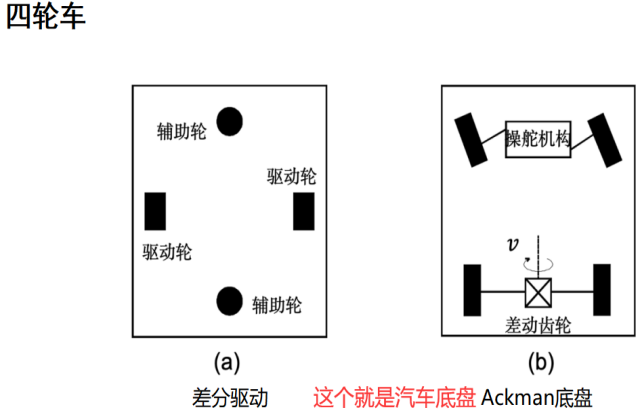 四轮车
辅助轮
驱动轮
驱动轮
辅助轮
(a)
差分驱动
操舵机构
v
差动齿轮
(b)
这个就是汽车底盘 Ackman底盘